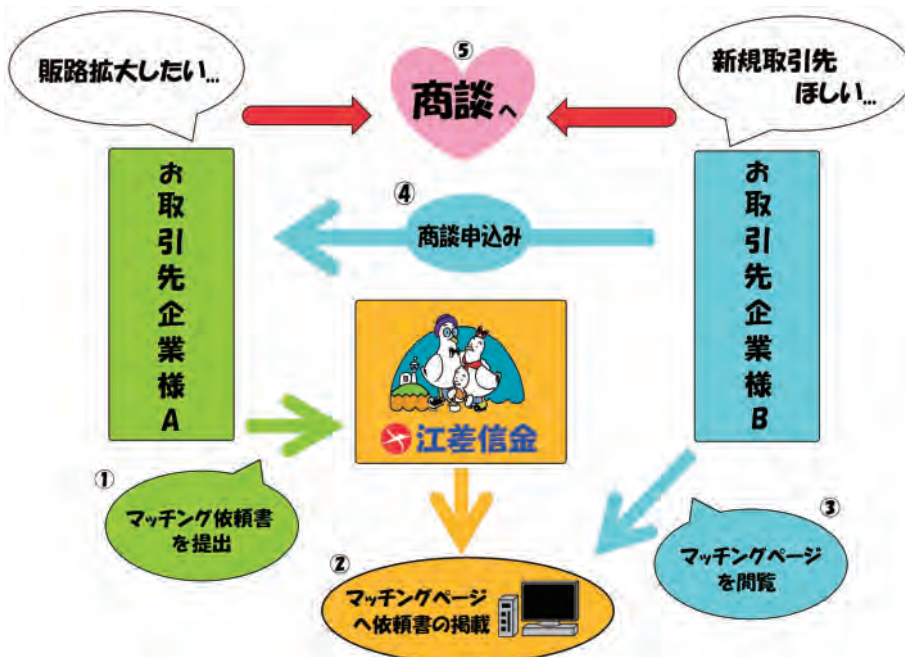 販路拡大したい...
⑤
商談へ
新規取引先
ほしい...
お取引先企業様A
④
商談申込み
お取引先企業様B
江差信金
①
マッチング依頼書
を提出
②
マッチングページ
へ依頼書の掲載
③
マッチングページ
を閲覧